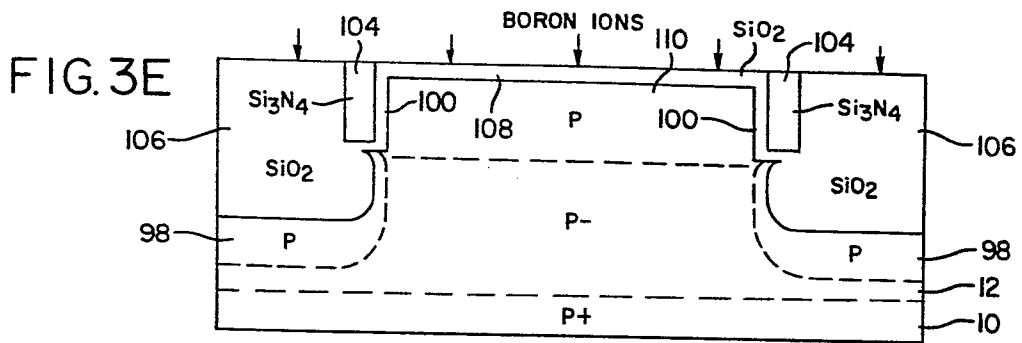 BORON IONS
104
110
SiO2
104
FIG. 3E
Si3N4
100
108
P
100
Si3N4
106
106
SiO2
SiO2
P-
98
P
P
98
12
P+
10